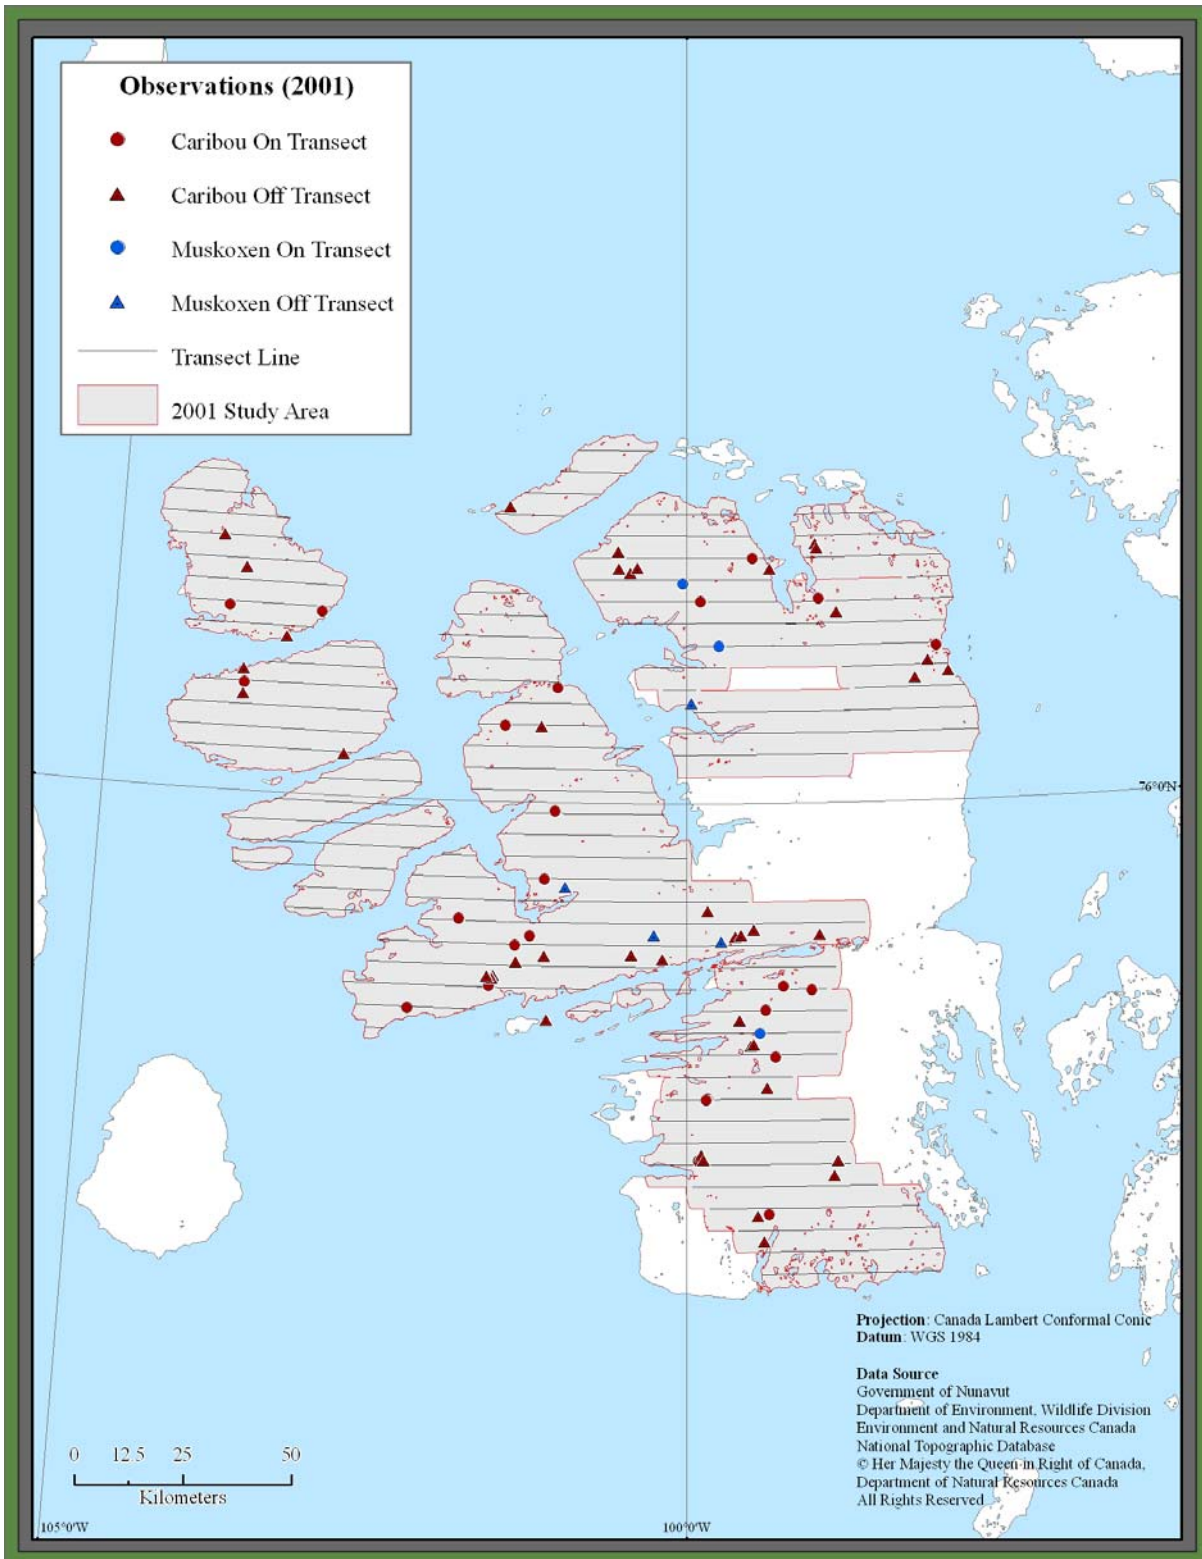 Observations (2001)
Caribou On Transect
Caribou Off Transect
Muskoxen On Transect
Muskoxen Off Transect
Transect Line
2001 Study Area
76°0'N
Projection: Canada Lambert Conformal Conic
Datum: WGS 1984
Data Source
Government of Nunavut
Department of Environment, Wildlife Division
Environment and Natural Resources Canada
National Topographic Database
© Her Majesty the Queen in Right of Canada,
Department of Natural Resources Canada
All Rights Reserved
0 12.5 25 50
Kilometers
105°0'W
100°0'W